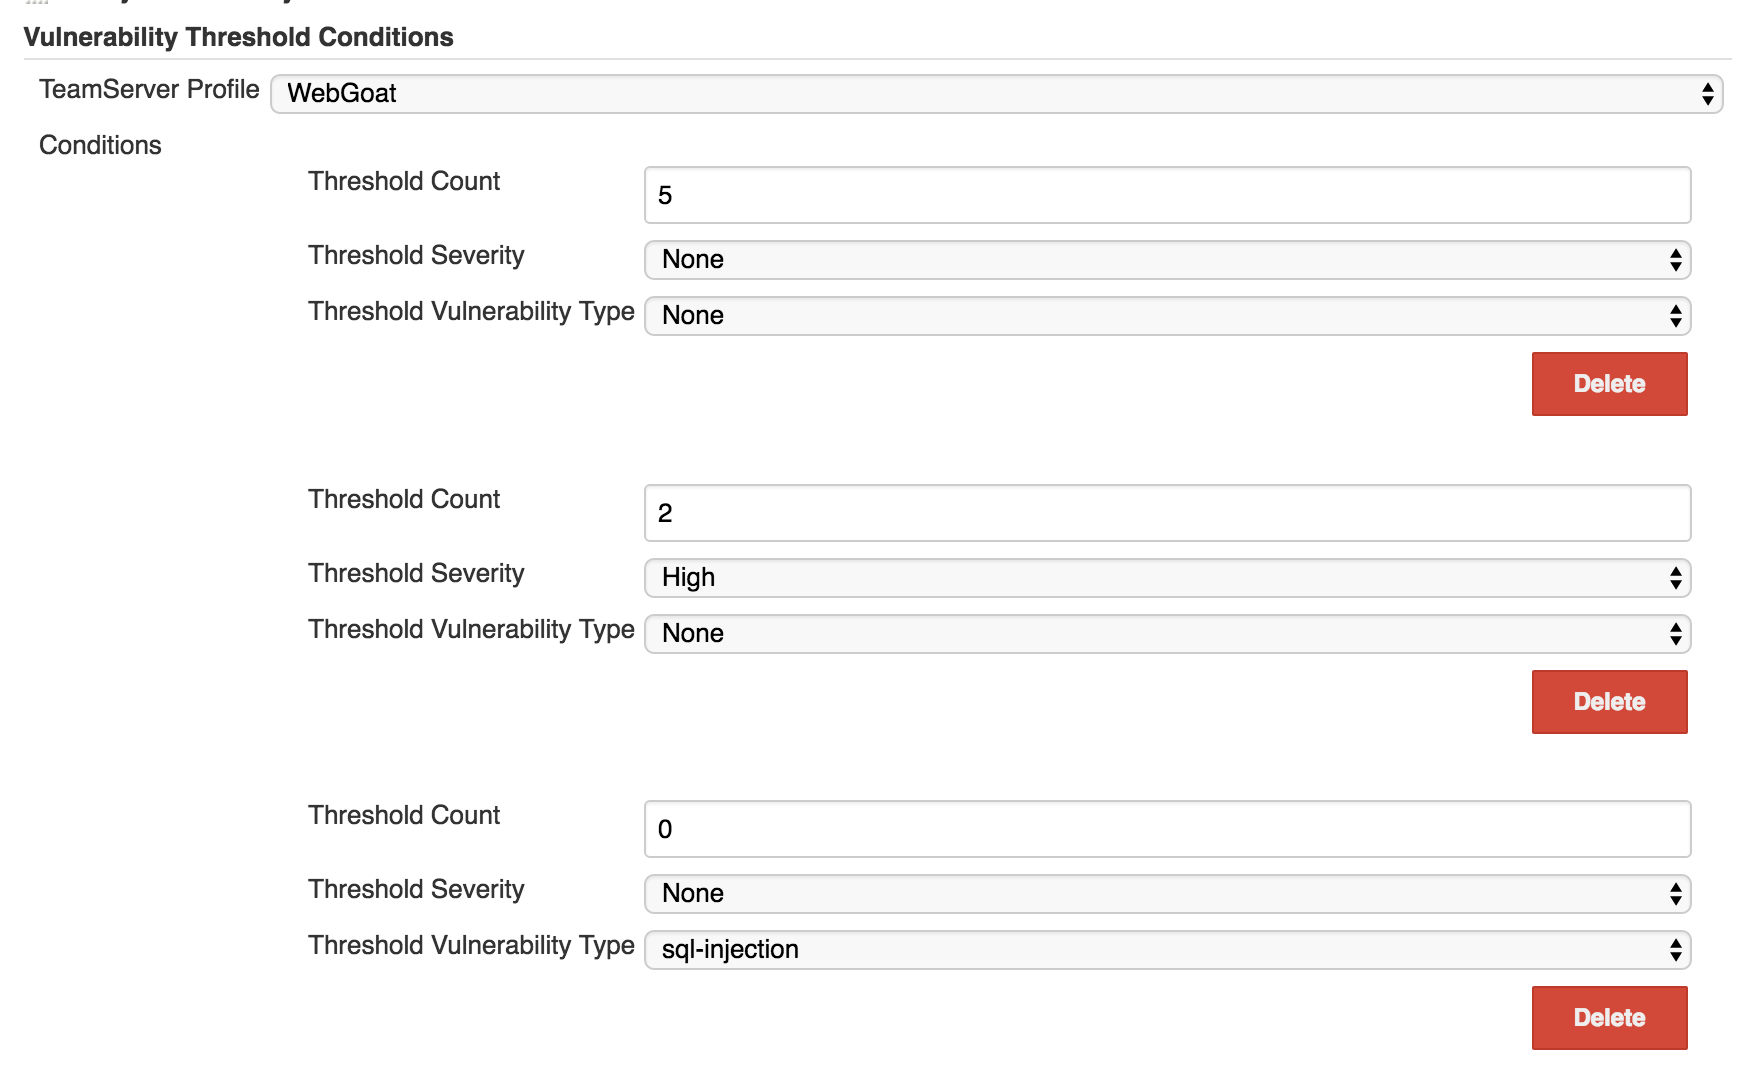 Vulnerability Threshold Conditions
TeamServer Profile WebGoat
Conditions
Threshold Count 5
Threshold Severity None
Threshold Vulnerability Type None
Delete
Threshold Count 2
Threshold Severity High
Threshold Vulnerability Type None
Delete
Threshold Count 0
Threshold Severity None
Threshold Vulnerability Type sql-injection
Delete